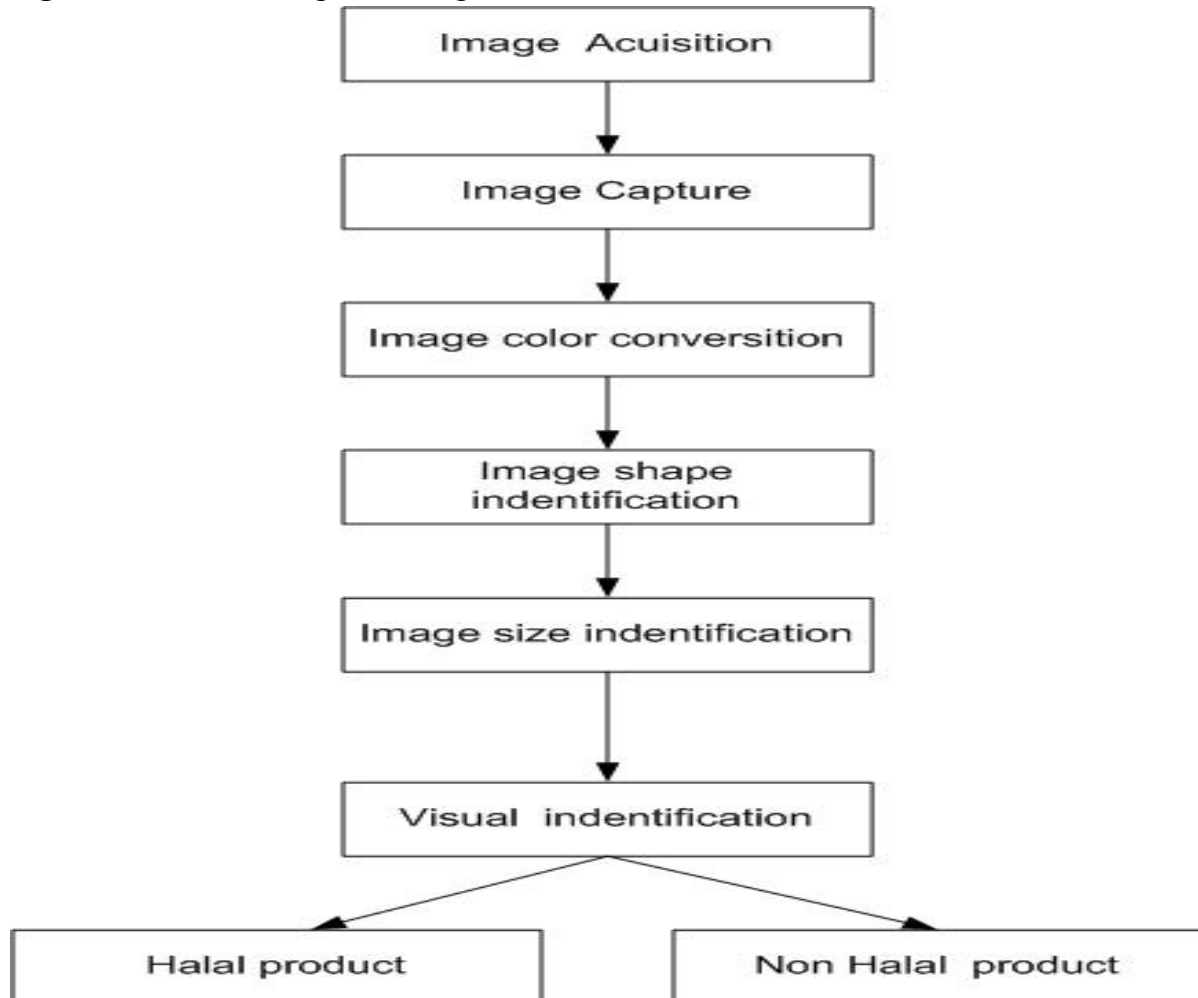 Image Acuisition
Image Capture
Image color conversition
Image shape
indentification
Image size indentification
Visual indentification
Halal product
Non Halal product